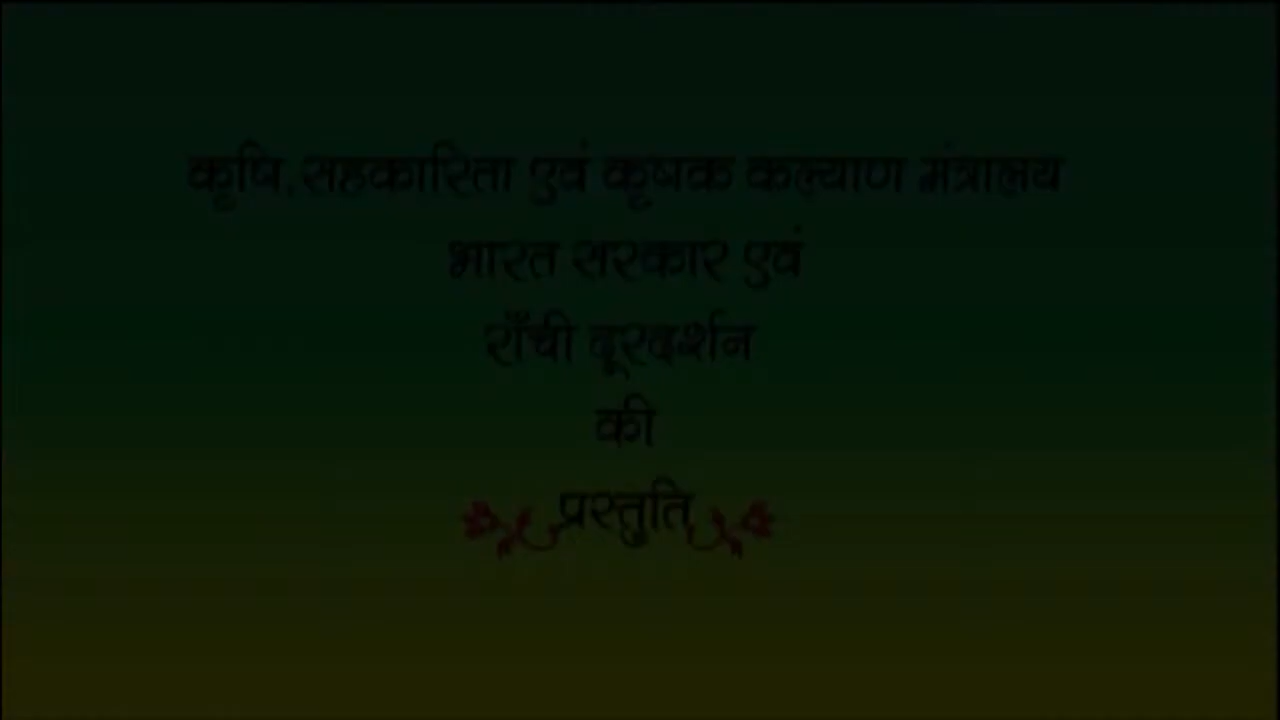 कृषि,सहकारिता एवं कृषक कल्याण मंत्रालय
भारत सरकार एवं
राँची दूरदर्शन
की
प्रस्तुति